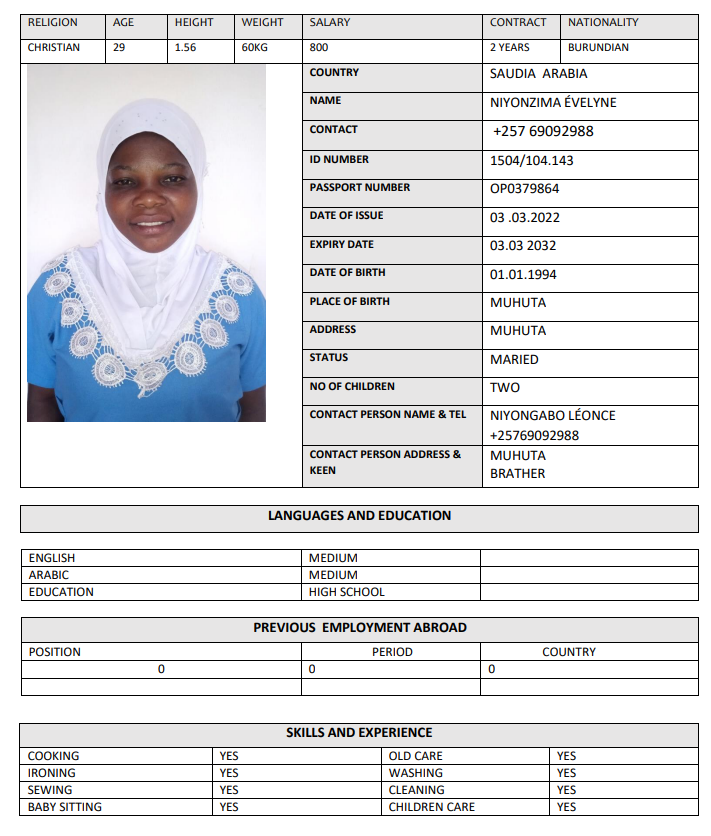 RELIGION AGE HEIGHT WEIGHT SALARY CONTRACT NATIONALITY
CHRISTIAN 29 1.56 60KG 800 2 YEARS BURUNDIAN
COUNTRY SAUDIA ARABIA
NAME NIYONZIMA ÉVELYNE
CONTACT +257 69092988
ID NUMBER 1504/104.143
PASSPORT NUMBER OP0379864
DATE OF ISSUE 03 .03.2022
EXPIRY DATE 03.03 2032
DATE OF BIRTH 01.01.1994
PLACE OF BIRTH MUHUTA
ADDRESS MUHUTA
STATUS MARIED
NO OF CHILDREN TWO
CONTACT PERSON NAME & TEL NIYONGABO LÉONCE
+25769092988
CONTACT PERSON ADDRESS & MUHUTA
KEEN BRATHER
LANGUAGES AND EDUCATION
ENGLISH MEDIUM
ARABIC MEDIUM
EDUCATION HIGH SCHOOL
PREVIOUS EMPLOYMENT ABROAD
POSITION PERIOD COUNTRY
0 0 0
SKILLS AND EXPERIENCE
COOKING YES OLD CARE YES
IRONING YES WASHING YES
SEWING YES CLEANING YES
BABY SITTING YES CHILDREN CARE YES